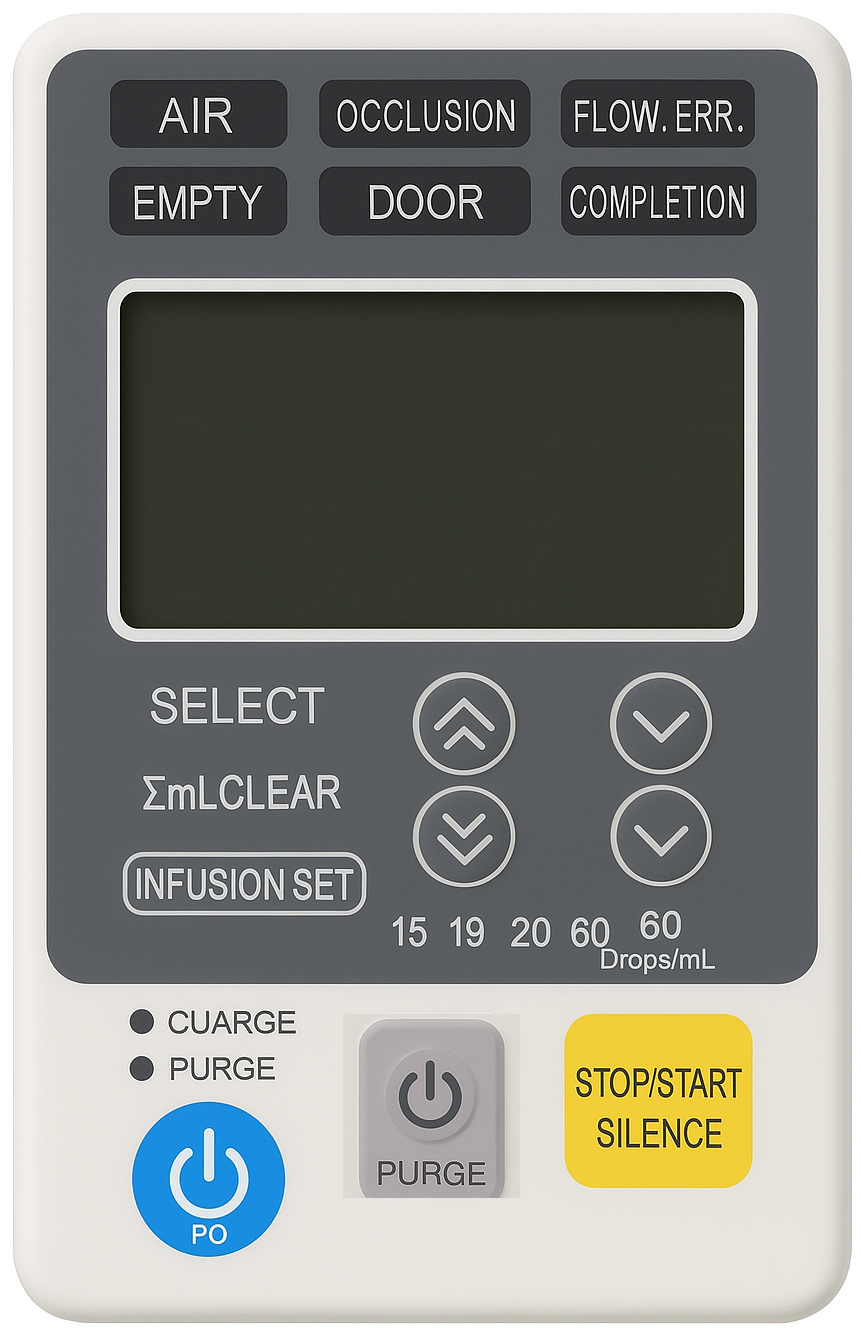 AIR
OCCLUSION
FLOW. ERR.
EMPTY
DOOR
COMPLETION
SELECT
ΣmLCLEAR
INFUSION SET
15 19 20 60 60
Drops/mL
CUARGE
PURGE
PO
PURGE
STOP/START
SILENCE